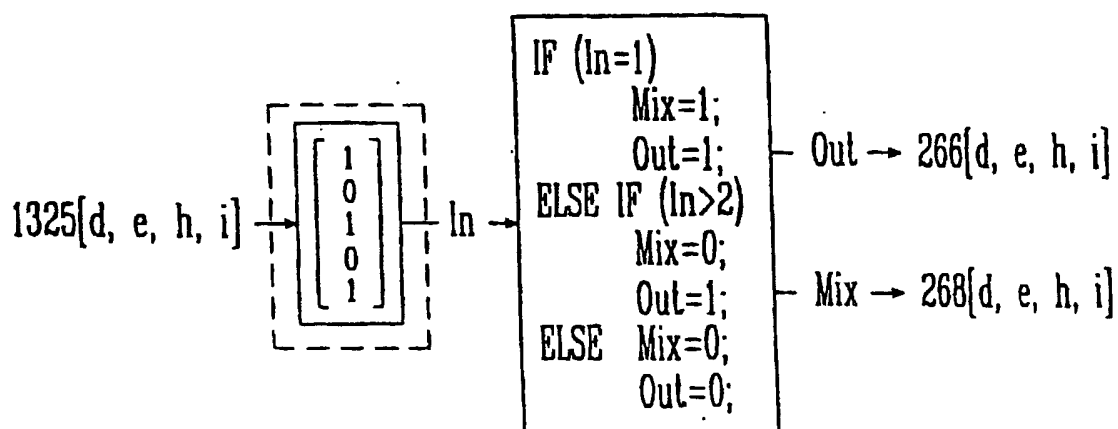 1325[d, e, h, i]
1
0
1
0
1
In
IF (In=1)
Mix=1;
Out=1;
ELSE IF (In>2)
Mix=0;
Out=1;
ELSE Mix=0;
Out=0;
Out → 266[d, e, h, i]
Mix → 268[d, e, h, i]